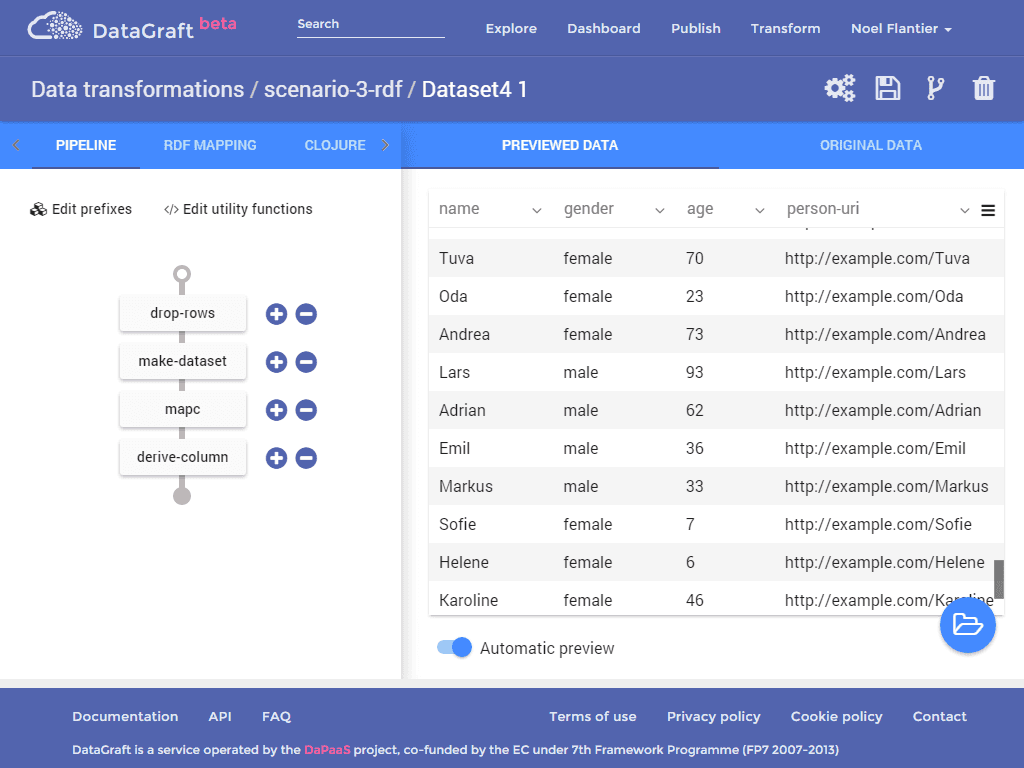 DataGraft beta
Search
Explore Dashboard Publish Transform Noel Flantier
Data transformations / scenario-3-rdf / Dataset4 1
PIPELINE RDF MAPPING CLOJURE PREVIEWED DATA ORIGINAL DATA
Edit prefixes </> Edit utility functions
name gender age person-uri
Tuva female 70 http://example.com/Tuva
Oda female 23 http://example.com/Oda
Andrea female 73 http://example.com/Andrea
Lars male 93 http://example.com/Lars
Adrian male 62 http://example.com/Adrian
Emil male 36 http://example.com/Emil
Markus male 33 http://example.com/Markus
Sofie female 7 http://example.com/Sofie
Helene female 6 http://example.com/Helene
Karoline female 46 http://example.com/Karoline
drop-rows
make-dataset
mapc
derive-column
Automatic preview
Documentation API FAQ Terms of use Privacy policy Cookie policy Contact
DataGraft is a service operated by the DaPaaS project, co-funded by the EC under 7th Framework Programme (FP7 2007-2013)